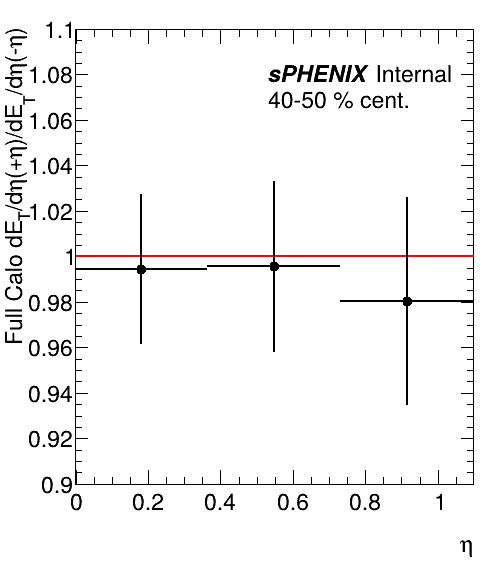 Full Calo dE_T/dη(+η)/dE_T/dη(-η)
1.1
1.08
1.06
1.04
1.02
1
0.98
0.96
0.94
0.92
0.9
sPHENIX Internal
40-50 % cent.
0 0.2 0.4 0.6 0.8 1
η